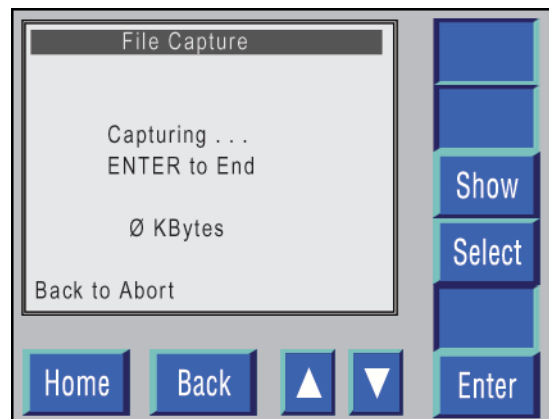 File Capture
Capturing . . .
ENTER to End
Ø KBytes
Back to Abort
Show
Select
Home
Back
Enter